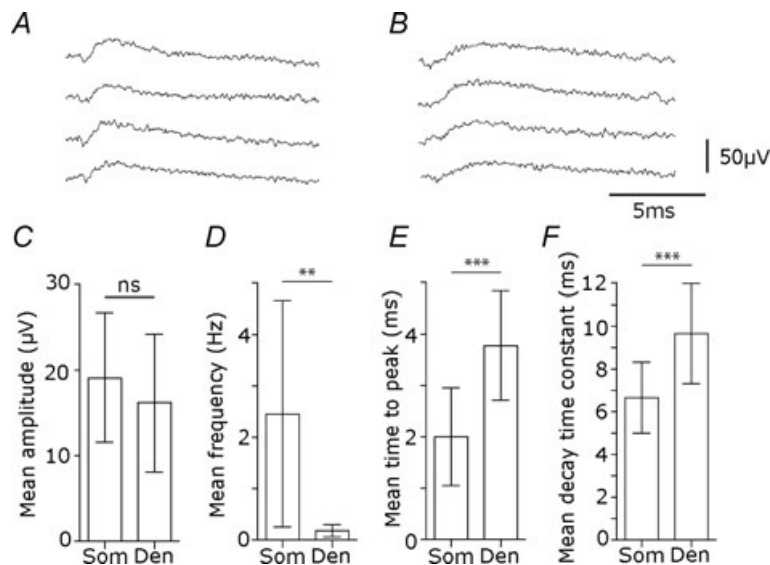 A
B
50µV
5ms
C
D
E
F
Mean amplitude (µV)
30
20
10
0
ns
Som Den
Mean frequency (Hz)
4
2
0
**
Som Den
Mean time to peak (ms)
4
2
0
***
Som Den
Mean decay time constant (ms)
12
10
8
6
4
2
0
***
Som Den